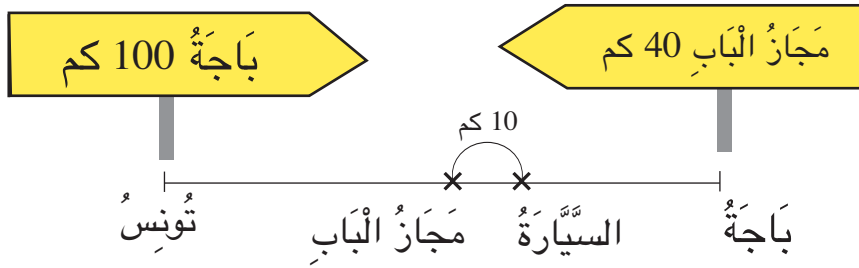 بَاجَةُ 100 كم
مَجَازُ الْبَابِ 40 كم
10 كم
بَاجَةُ
السَّيَّارَةُ
مَجَازُ الْبَابِ
تُونِسُ